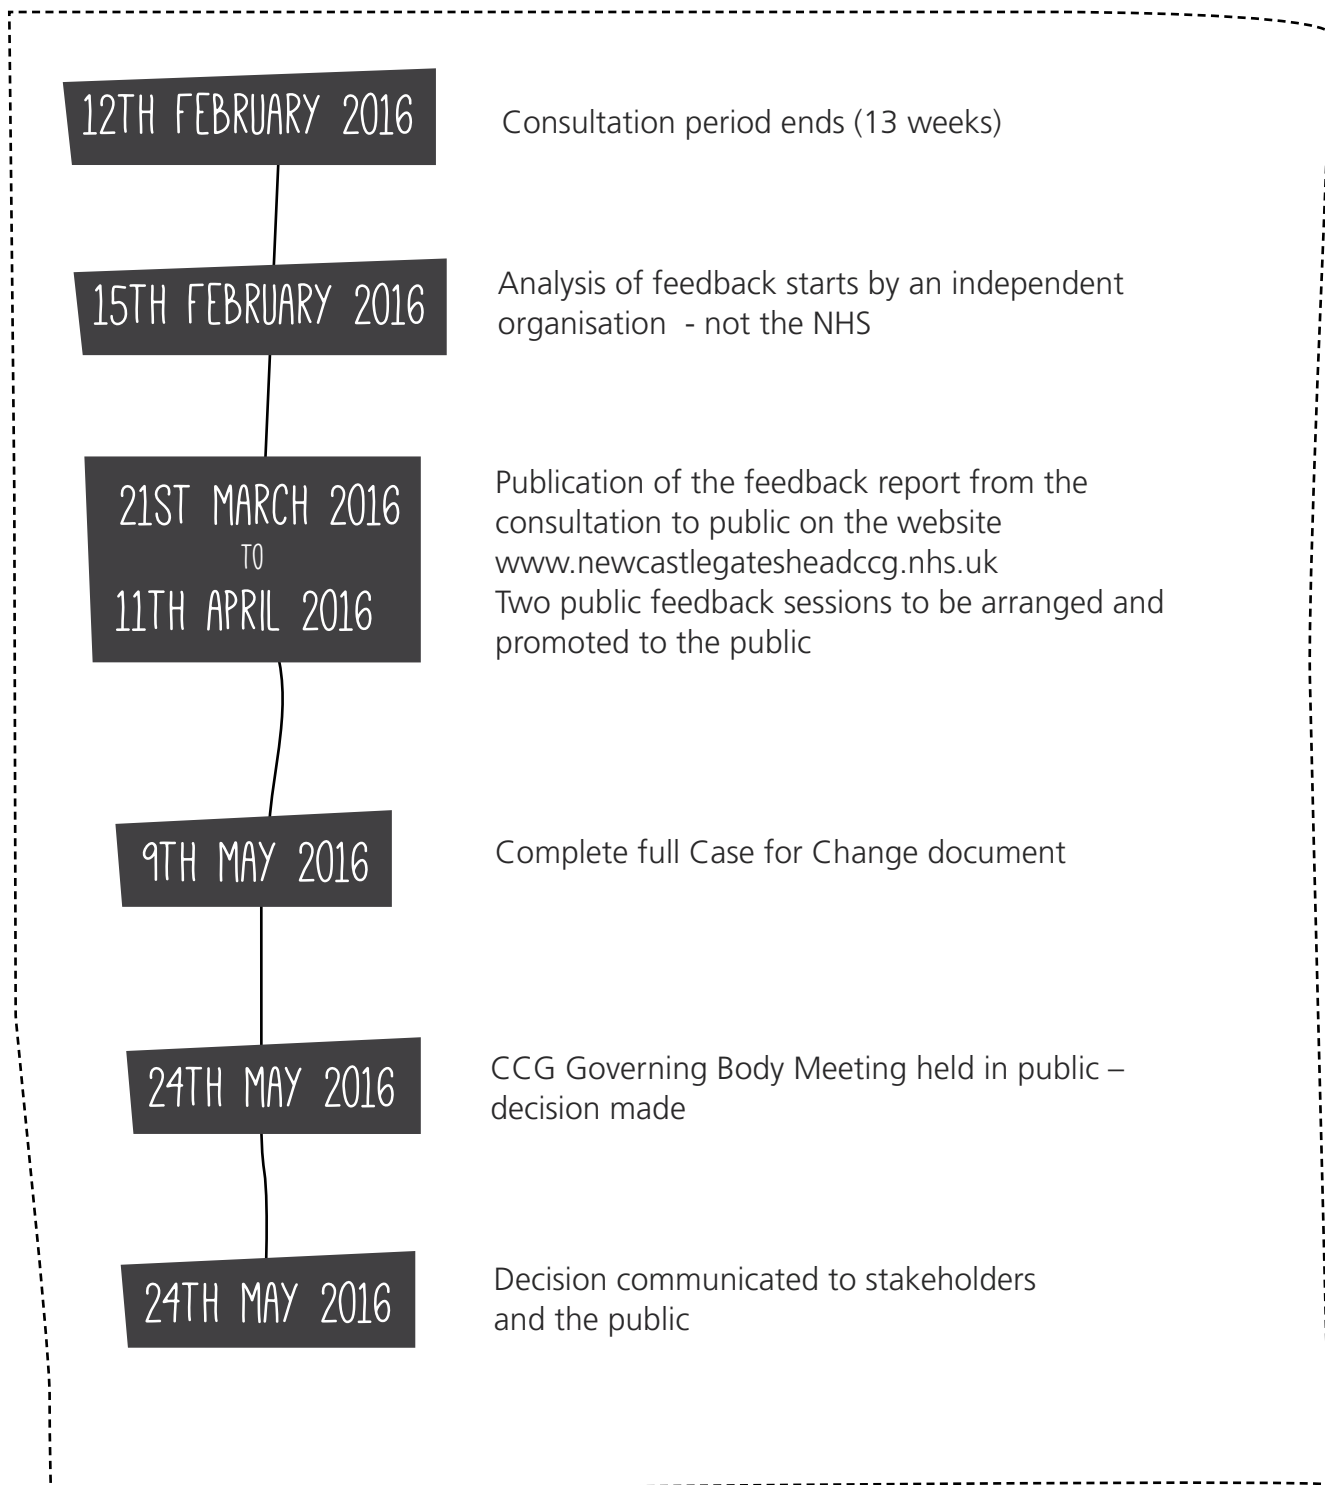 12TH FEBRUARY 2016
Consultation period ends (13 weeks)
15TH FEBRUARY 2016
Analysis of feedback starts by an independent
organisation - not the NHS
21ST MARCH 2016
TO
11TH APRIL 2016
Publication of the feedback report from the
consultation to public on the website
www.newcastlegatesheadccg.nhs.uk
Two public feedback sessions to be arranged and
promoted to the public
9TH MAY 2016
Complete full Case for Change document
24TH MAY 2016
CCG Governing Body Meeting held in public –
decision made
24TH MAY 2016
Decision communicated to stakeholders
and the public